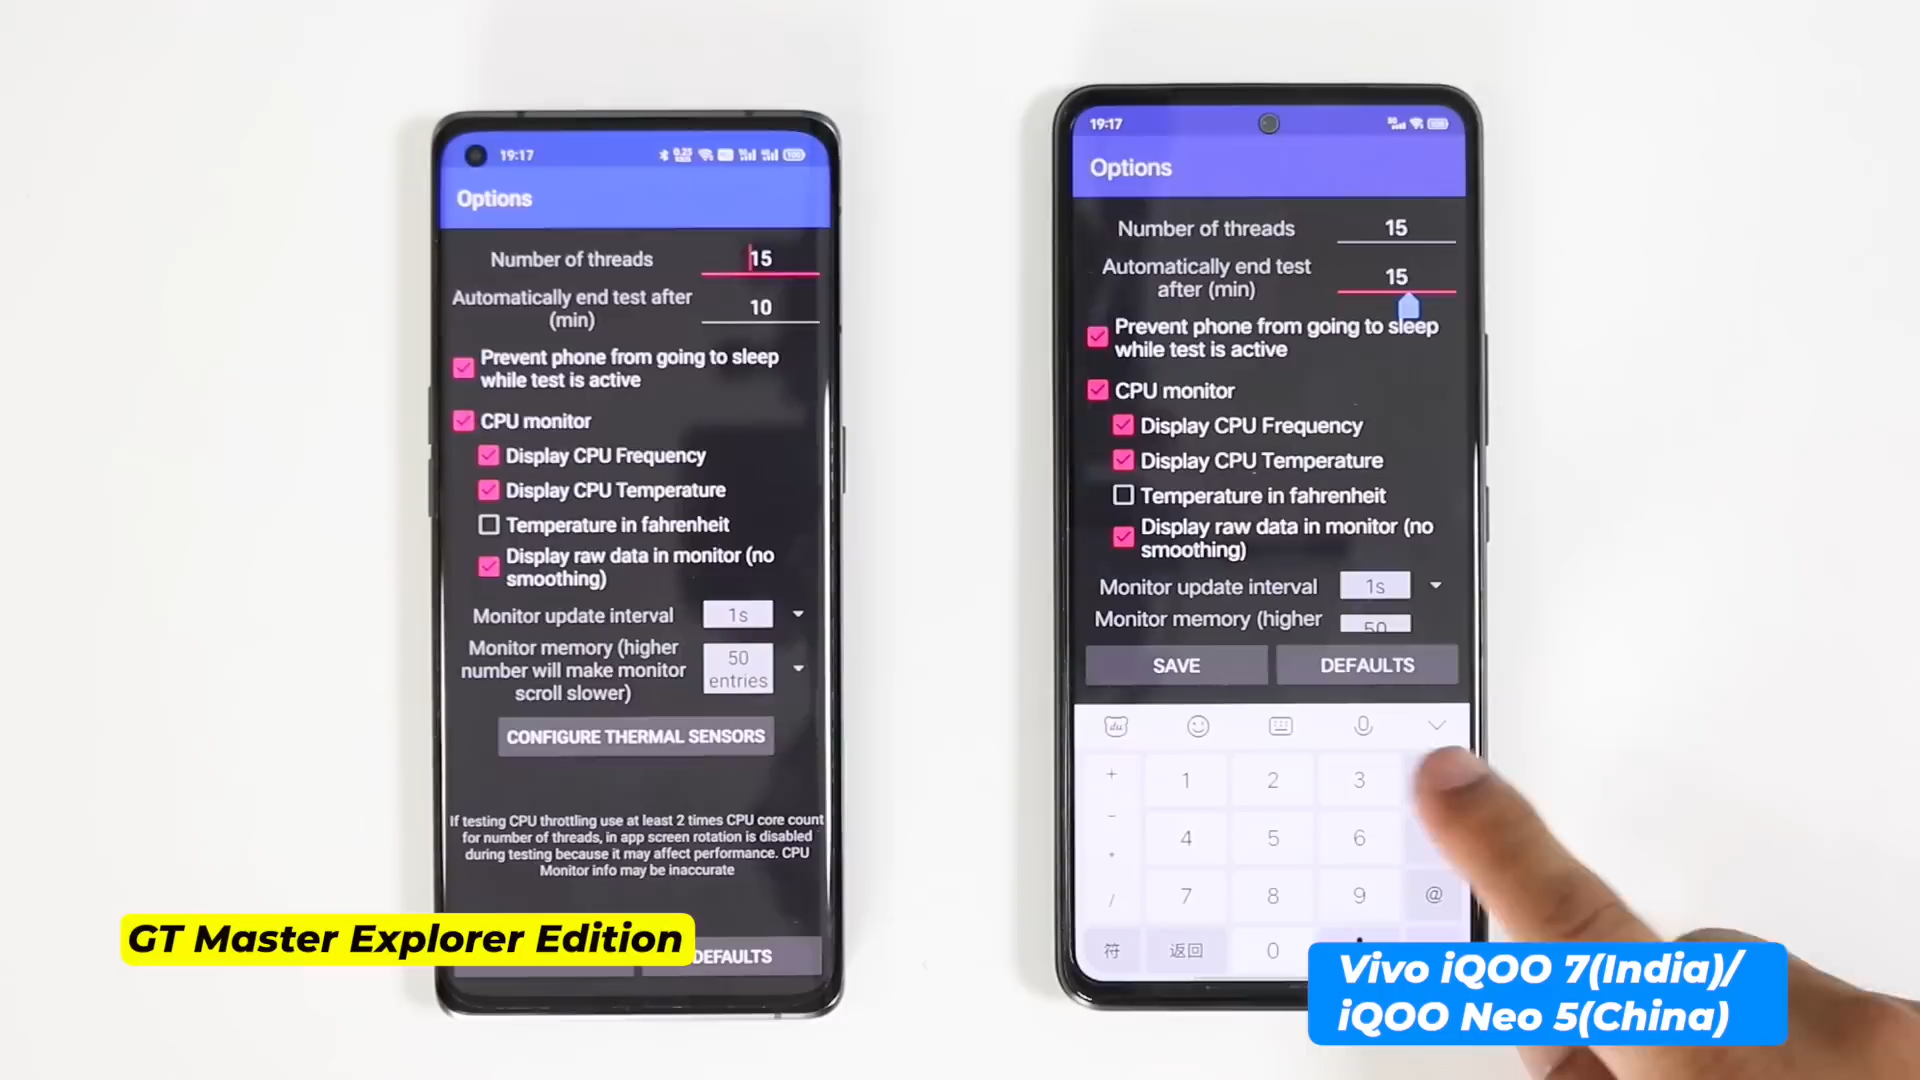 19:17
Options
Number of threads
15
Automatically end test after
(min)
10
Prevent phone from going to sleep
while test is active
CPU monitor
Display CPU Frequency
Display CPU Temperature
Temperature in fahrenheit
Display raw data in monitor (no
smoothing)
Monitor update interval
1s
Monitor memory (higher
number will make monitor
scroll slower)
50
entries
CONFIGURE THERMAL SENSORS
If testing CPU throttling use at least 2 times CPU core count
for number of threads, in app screen rotation is disabled
during testing because it may affect performance. CPU
Monitor info may be inaccurate
DEFAULTS
GT Master Explorer Edition
19:17
Options
Number of threads
15
Automatically end test
after (min)
15
Prevent phone from going to sleep
while test is active
CPU monitor
Display CPU Frequency
Display CPU Temperature
Temperature in fahrenheit
Display raw data in monitor (no
smoothing)
Monitor update interval
1s
Monitor memory (higher
50
SAVE
DEFAULTS
du
+ 1 2 3
- 4 5 6
/ 7 8 9 @
符 返回 0
Vivo iQOO 7(India)/
iQOO Neo 5(China)